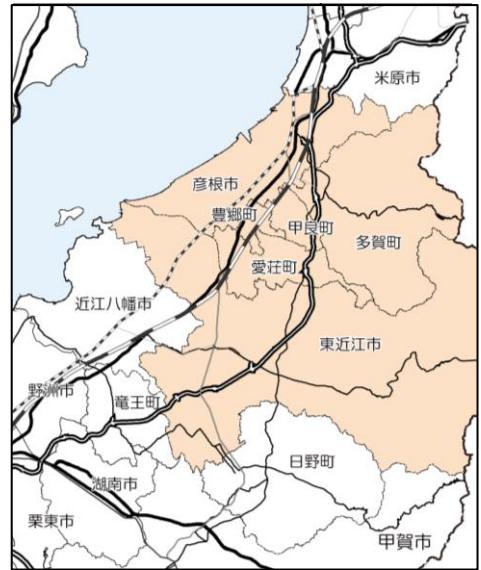 米原市
彦根市
豊郷町
甲良町
多賀町
愛荘町
近江八幡市
東近江市
野洲市
竜王町
日野町
湖南市
栗東市
甲賀市